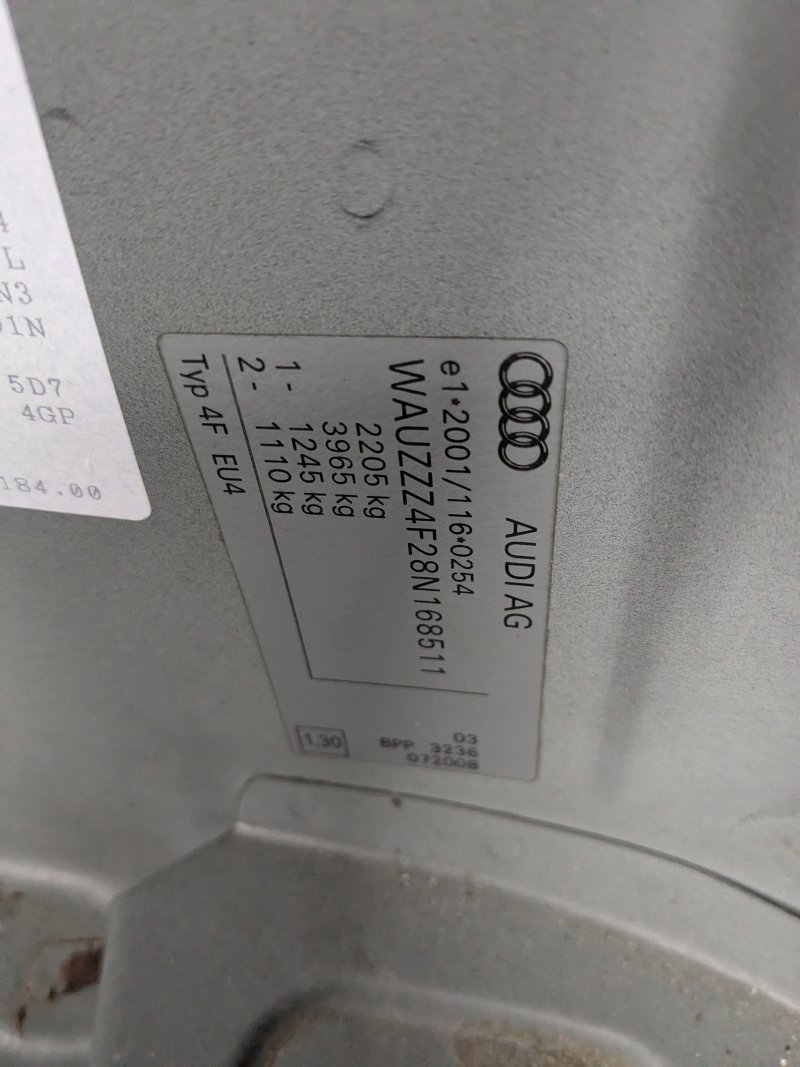 AUDI AG
e1*2001/116*0254
WAUZZZ4F28N168511
2205 kg
3965 kg
1 - 1245 kg
2 - 1110 kg
Typ 4F EU4
03
BPP 3236
072008
1.30
4
L
N3
1N
5D7
4GP
184.00